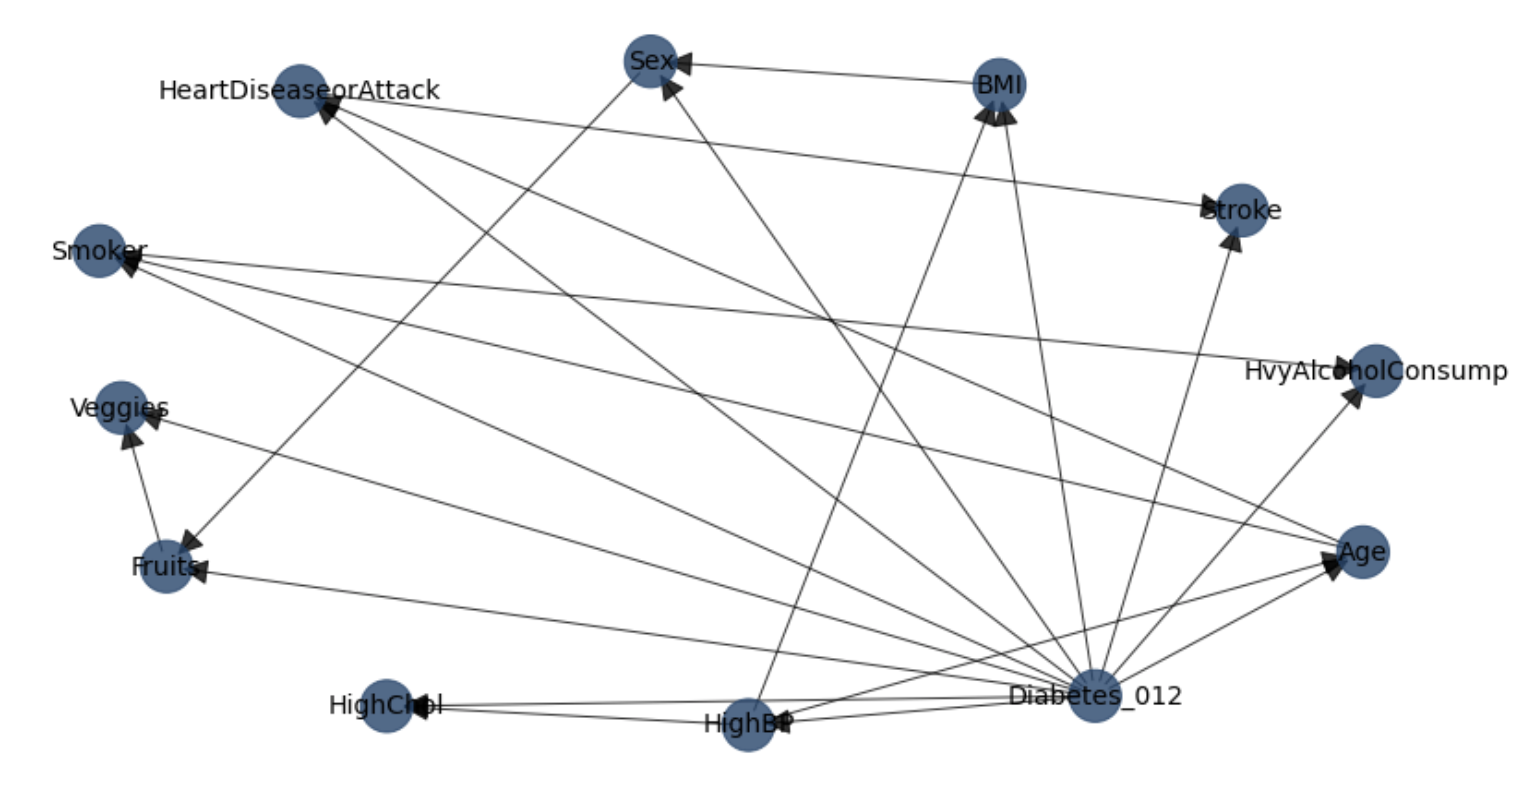 Sex
BMI
HeartDiseaseorAttack
Stroke
Smoker
HvyAlcoholConsump
Veggies
Age
Fruits
Diabetes_012
HighChol
HighBP